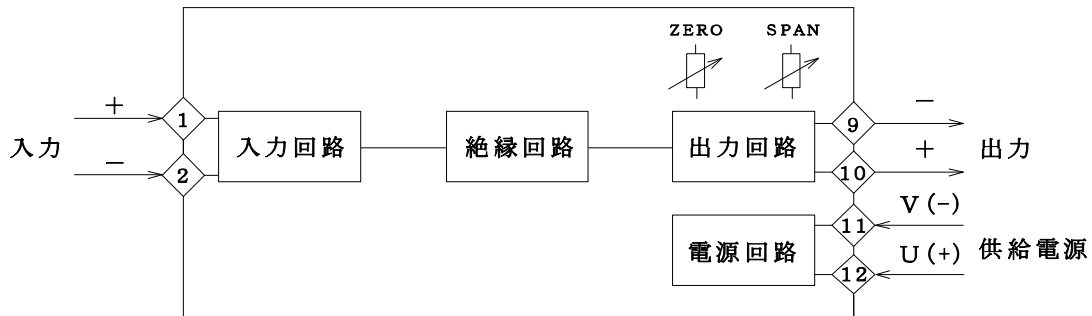 ZERO SPAN
+ 1 9 −
入力 入力回路 絶縁回路 出力回路 出力
− 2 10 +
11 V(−)
電源回路 供給電源
12 U(+)